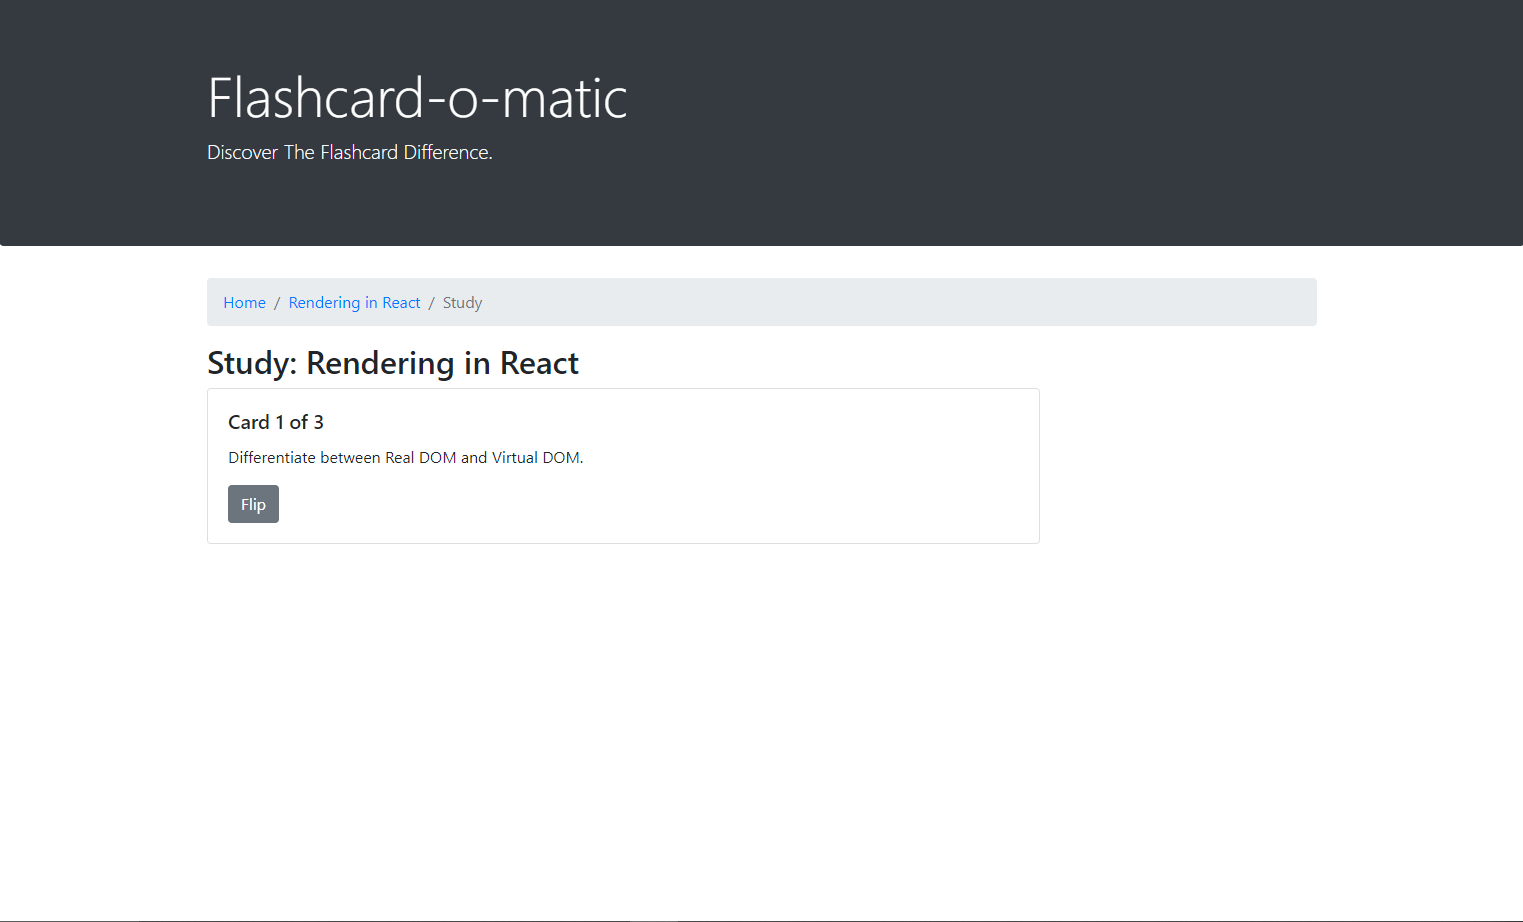 Flashcard-o-matic
Discover The Flashcard Difference.
Home / Rendering in React / Study
Study: Rendering in React
Card 1 of 3
Differentiate between Real DOM and Virtual DOM.
Flip